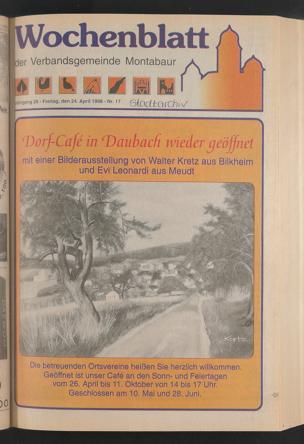 Wochenblatt
der Verbandsgemeinde Montabaur
Jahrgang 26 - Freitag, den 24. April 1998 - Nr. 17
Stadtarchiv
Dorf-Café in Daubach wieder geöffnet
mit einer Bilderausstellung von Walter Kretz aus Bilkheim
und Evi Leonardi aus Meudt
Kretz
Die betreuenden Ortsvereine heißen Sie herzlich willkommen.
Geöffnet ist unser Café an den Sonn- und Feiertagen
vom 26. April bis 11. Oktober von 14 bis 17 Uhr.
Geschlossen am 10. Mai und 28. Juni.